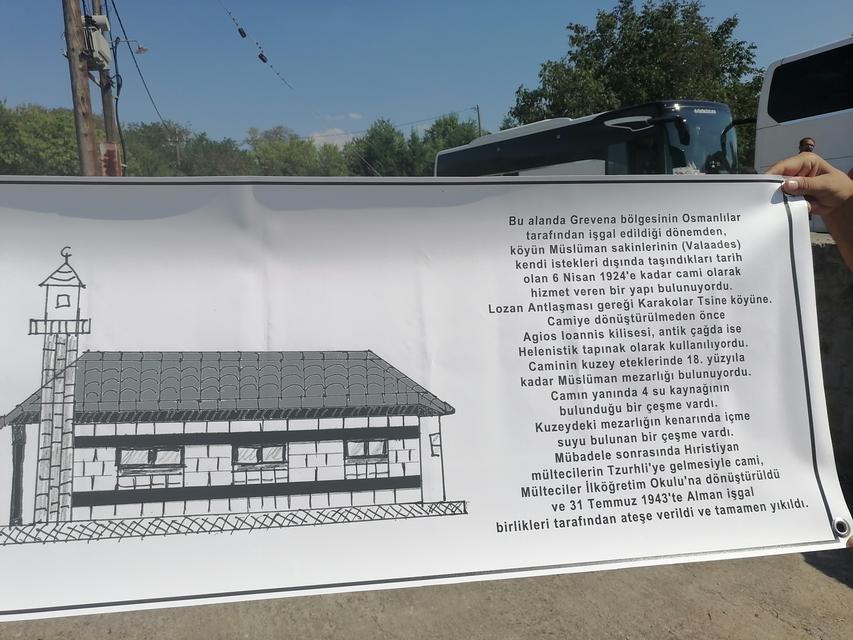 Bu alanda Grevena bölgesinin Osmanlılar
tarafından işgal edildiği dönemden,
köyün Müslüman sakinlerinin (Valaades)
kendi istekleri dışında taşındıkları tarih
olan 6 Nisan 1924'e kadar cami olarak
hizmet veren bir yapı bulunuyordu.
Lozan Antlaşması gereği Karakolar Tsine köyüne.
Camiye dönüştürülmeden önce
Agios Ioannis kilisesi, antik çağda ise
Helenistik tapınak olarak kullanılıyordu.
Caminin kuzey eteklerinde 18. yüzyıla
kadar Müslüman mezarlığı bulunuyordu.
Camın yanında 4 su kaynağının
bulunduğu bir çeşme vardı.
Kuzeydeki mezarlığın kenarında içme
suyu bulunan bir çeşme vardı.
Mübadele sonrasında Hıristiyan
mültecilerin Tzurhli'ye gelmesiyle cami,
Mülteciler İlköğretim Okulu'na dönüştürüldü
ve 31 Temmuz 1943'te Alman işgal
birlikleri tarafından ateşe verildi ve tamamen yıkıldı.